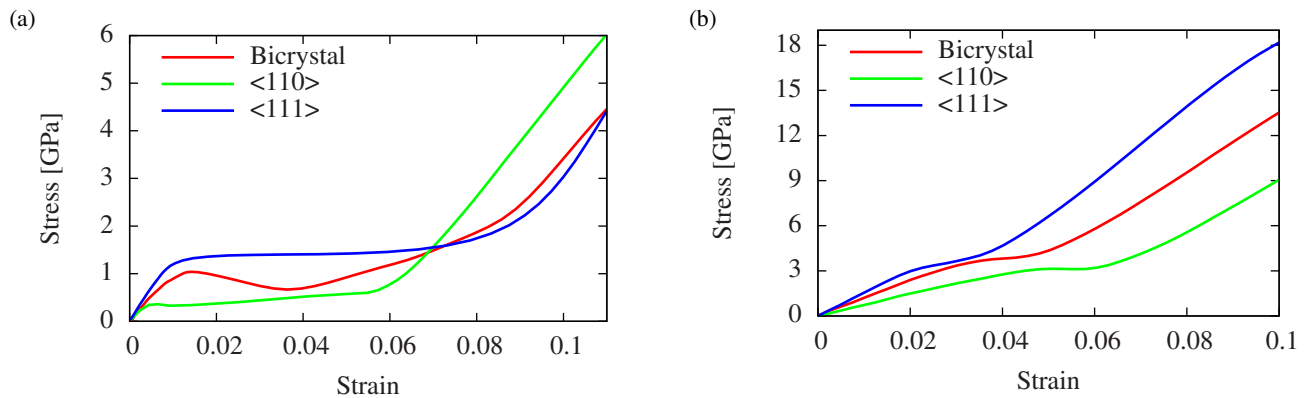 (a)
Stress [GPa]
6
5
4
3
2
1
0
Bicrystal
<110>
<111>
0 0.02 0.04 0.06 0.08 0.1
Strain
(b)
Stress [GPa]
18
15
12
9
6
3
0
Bicrystal
<110>
<111>
0 0.02 0.04 0.06 0.08 0.1
Strain